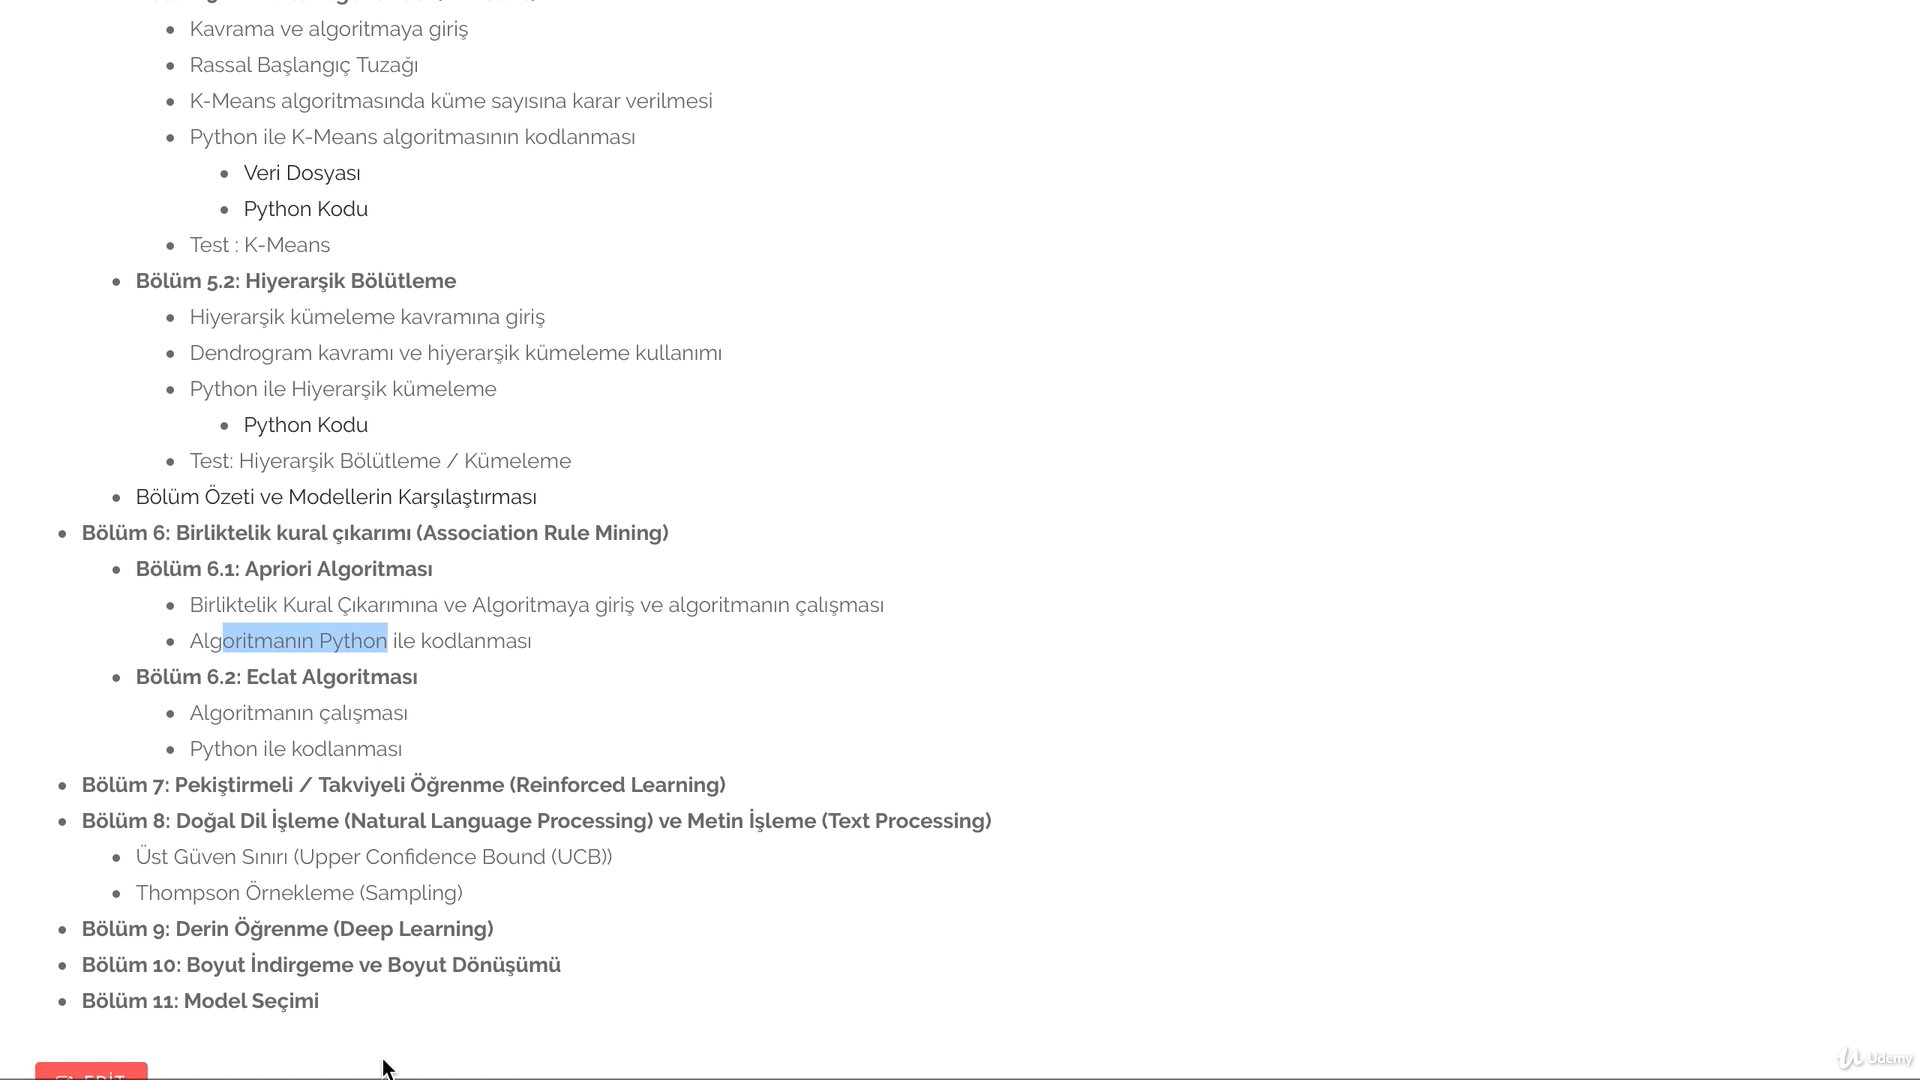 Kavrama ve algoritmaya giriş
Rassal Başlangıç Tuzağı
K-Means algoritmasında küme sayısına karar verilmesi
Python ile K-Means algoritmasının kodlanması
Veri Dosyası
Python Kodu
Test : K-Means
Bölüm 5.2: Hiyerarşik Bölütleme
Hiyerarşik kümeleme kavramına giriş
Dendrogram kavramı ve hiyerarşik kümeleme kullanımı
Python ile Hiyerarşik kümeleme
Python Kodu
Test: Hiyerarşik Bölütleme / Kümeleme
Bölüm Özeti ve Modellerin Karşılaştırması
Bölüm 6: Birliktelik kural çıkarımı (Association Rule Mining)
Bölüm 6.1: Apriori Algoritması
Birliktelik Kural Çıkarımına ve Algoritmaya giriş ve algoritmanın çalışması
Algoritmanın Python ile kodlanması
Bölüm 6.2: Eclat Algoritması
Algoritmanın çalışması
Python ile kodlanması
Bölüm 7: Pekiştirmeli / Takviyeli Öğrenme (Reinforced Learning)
Bölüm 8: Doğal Dil İşleme (Natural Language Processing) ve Metin İşleme (Text Processing)
Üst Güven Sınırı (Upper Confidence Bound (UCB))
Thompson Örnekleme (Sampling)
Bölüm 9: Derin Öğrenme (Deep Learning)
Bölüm 10: Boyut İndirgeme ve Boyut Dönüşümü
Bölüm 11: Model Seçimi
EDİT
Udemy